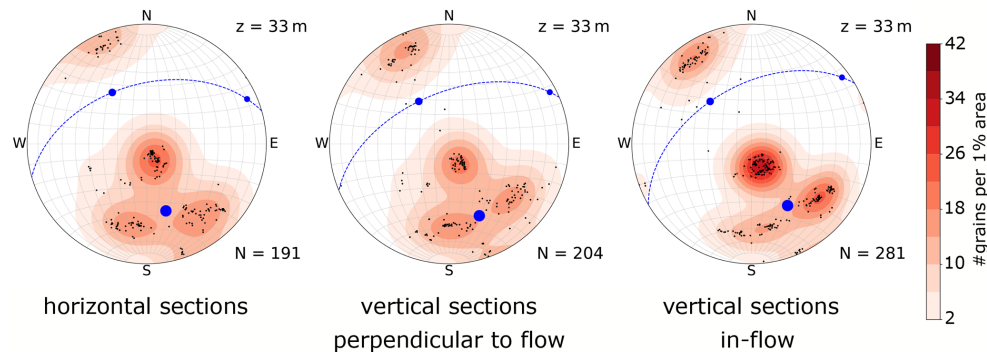 N
z = 33 m
W
E
S
N = 191
horizontal sections
N
z = 33 m
W
E
S
N = 204
vertical sections
perpendicular to flow
N
z = 33 m
W
E
S
N = 281
vertical sections
in-flow
42
34
26
18
10
2
#grains per 1 % area